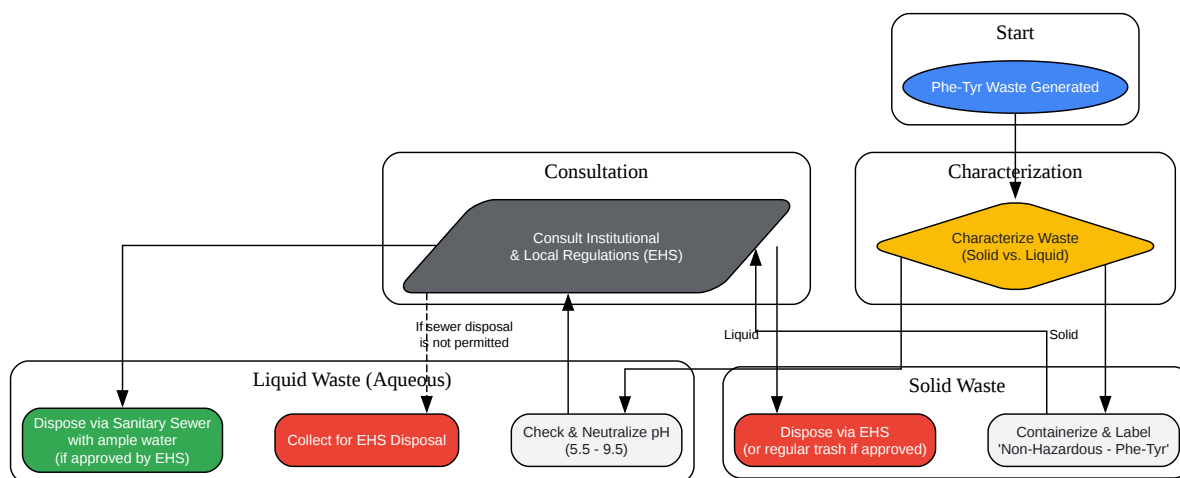 Start
Phe-Tyr Waste Generated
Consultation
Characterization
Consult Institutional
& Local Regulations (EHS)
Characterize Waste
(Solid vs. Liquid)
If sewer disposal
is not permitted
Liquid
Solid
Liquid Waste (Aqueous)
Solid Waste
Dispose via Sanitary Sewer
with ample water
(if approved by EHS)
Collect for EHS Disposal
Check & Neutralize pH
(5.5 - 9.5)
Dispose via EHS
(or regular trash if approved)
Containerize & Label
'Non-Hazardous - Phe-Tyr'